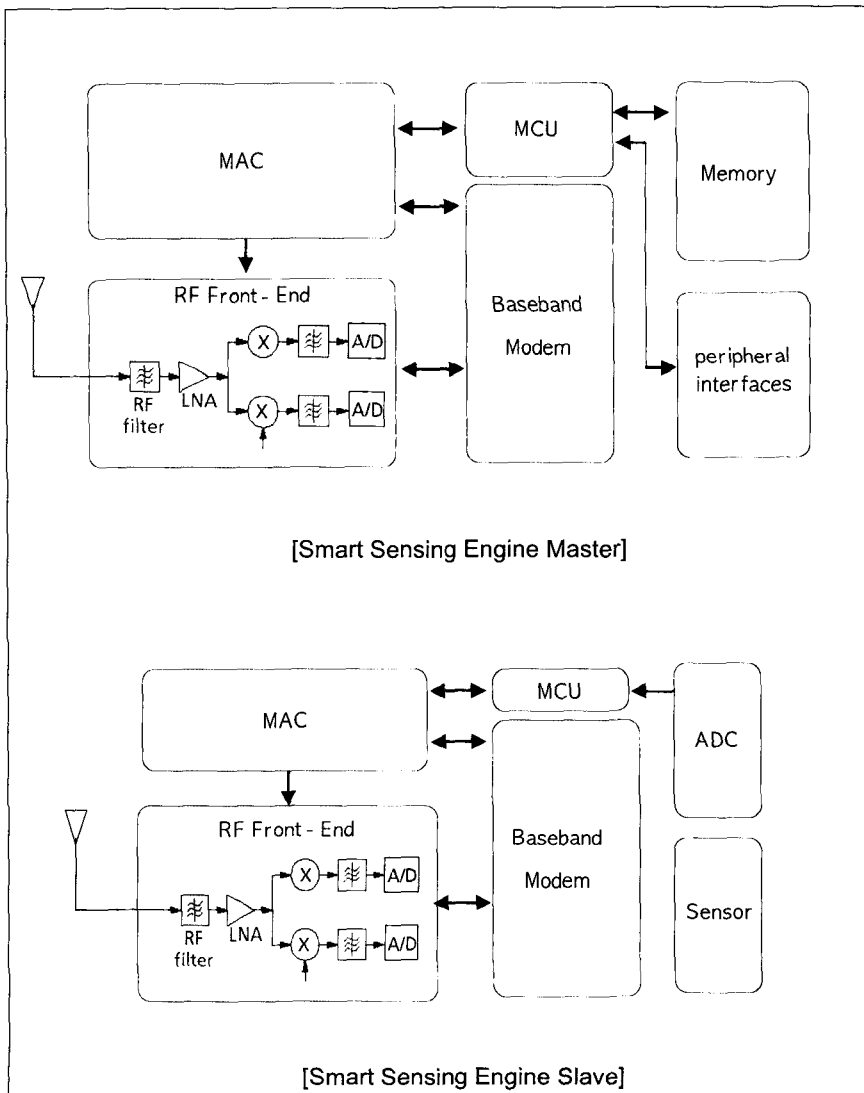 MAC
MCU
Memory
RF Front-End
RF
filter
LNA
X
A/D
X
A/D
Baseband
Modem
peripheral
interfaces
[Smart Sensing Engine Master]
MAC
MCU
ADC
RF Front-End
RF
filter
LNA
X
A/D
X
A/D
Baseband
Modem
Sensor
[Smart Sensing Engine Slave]